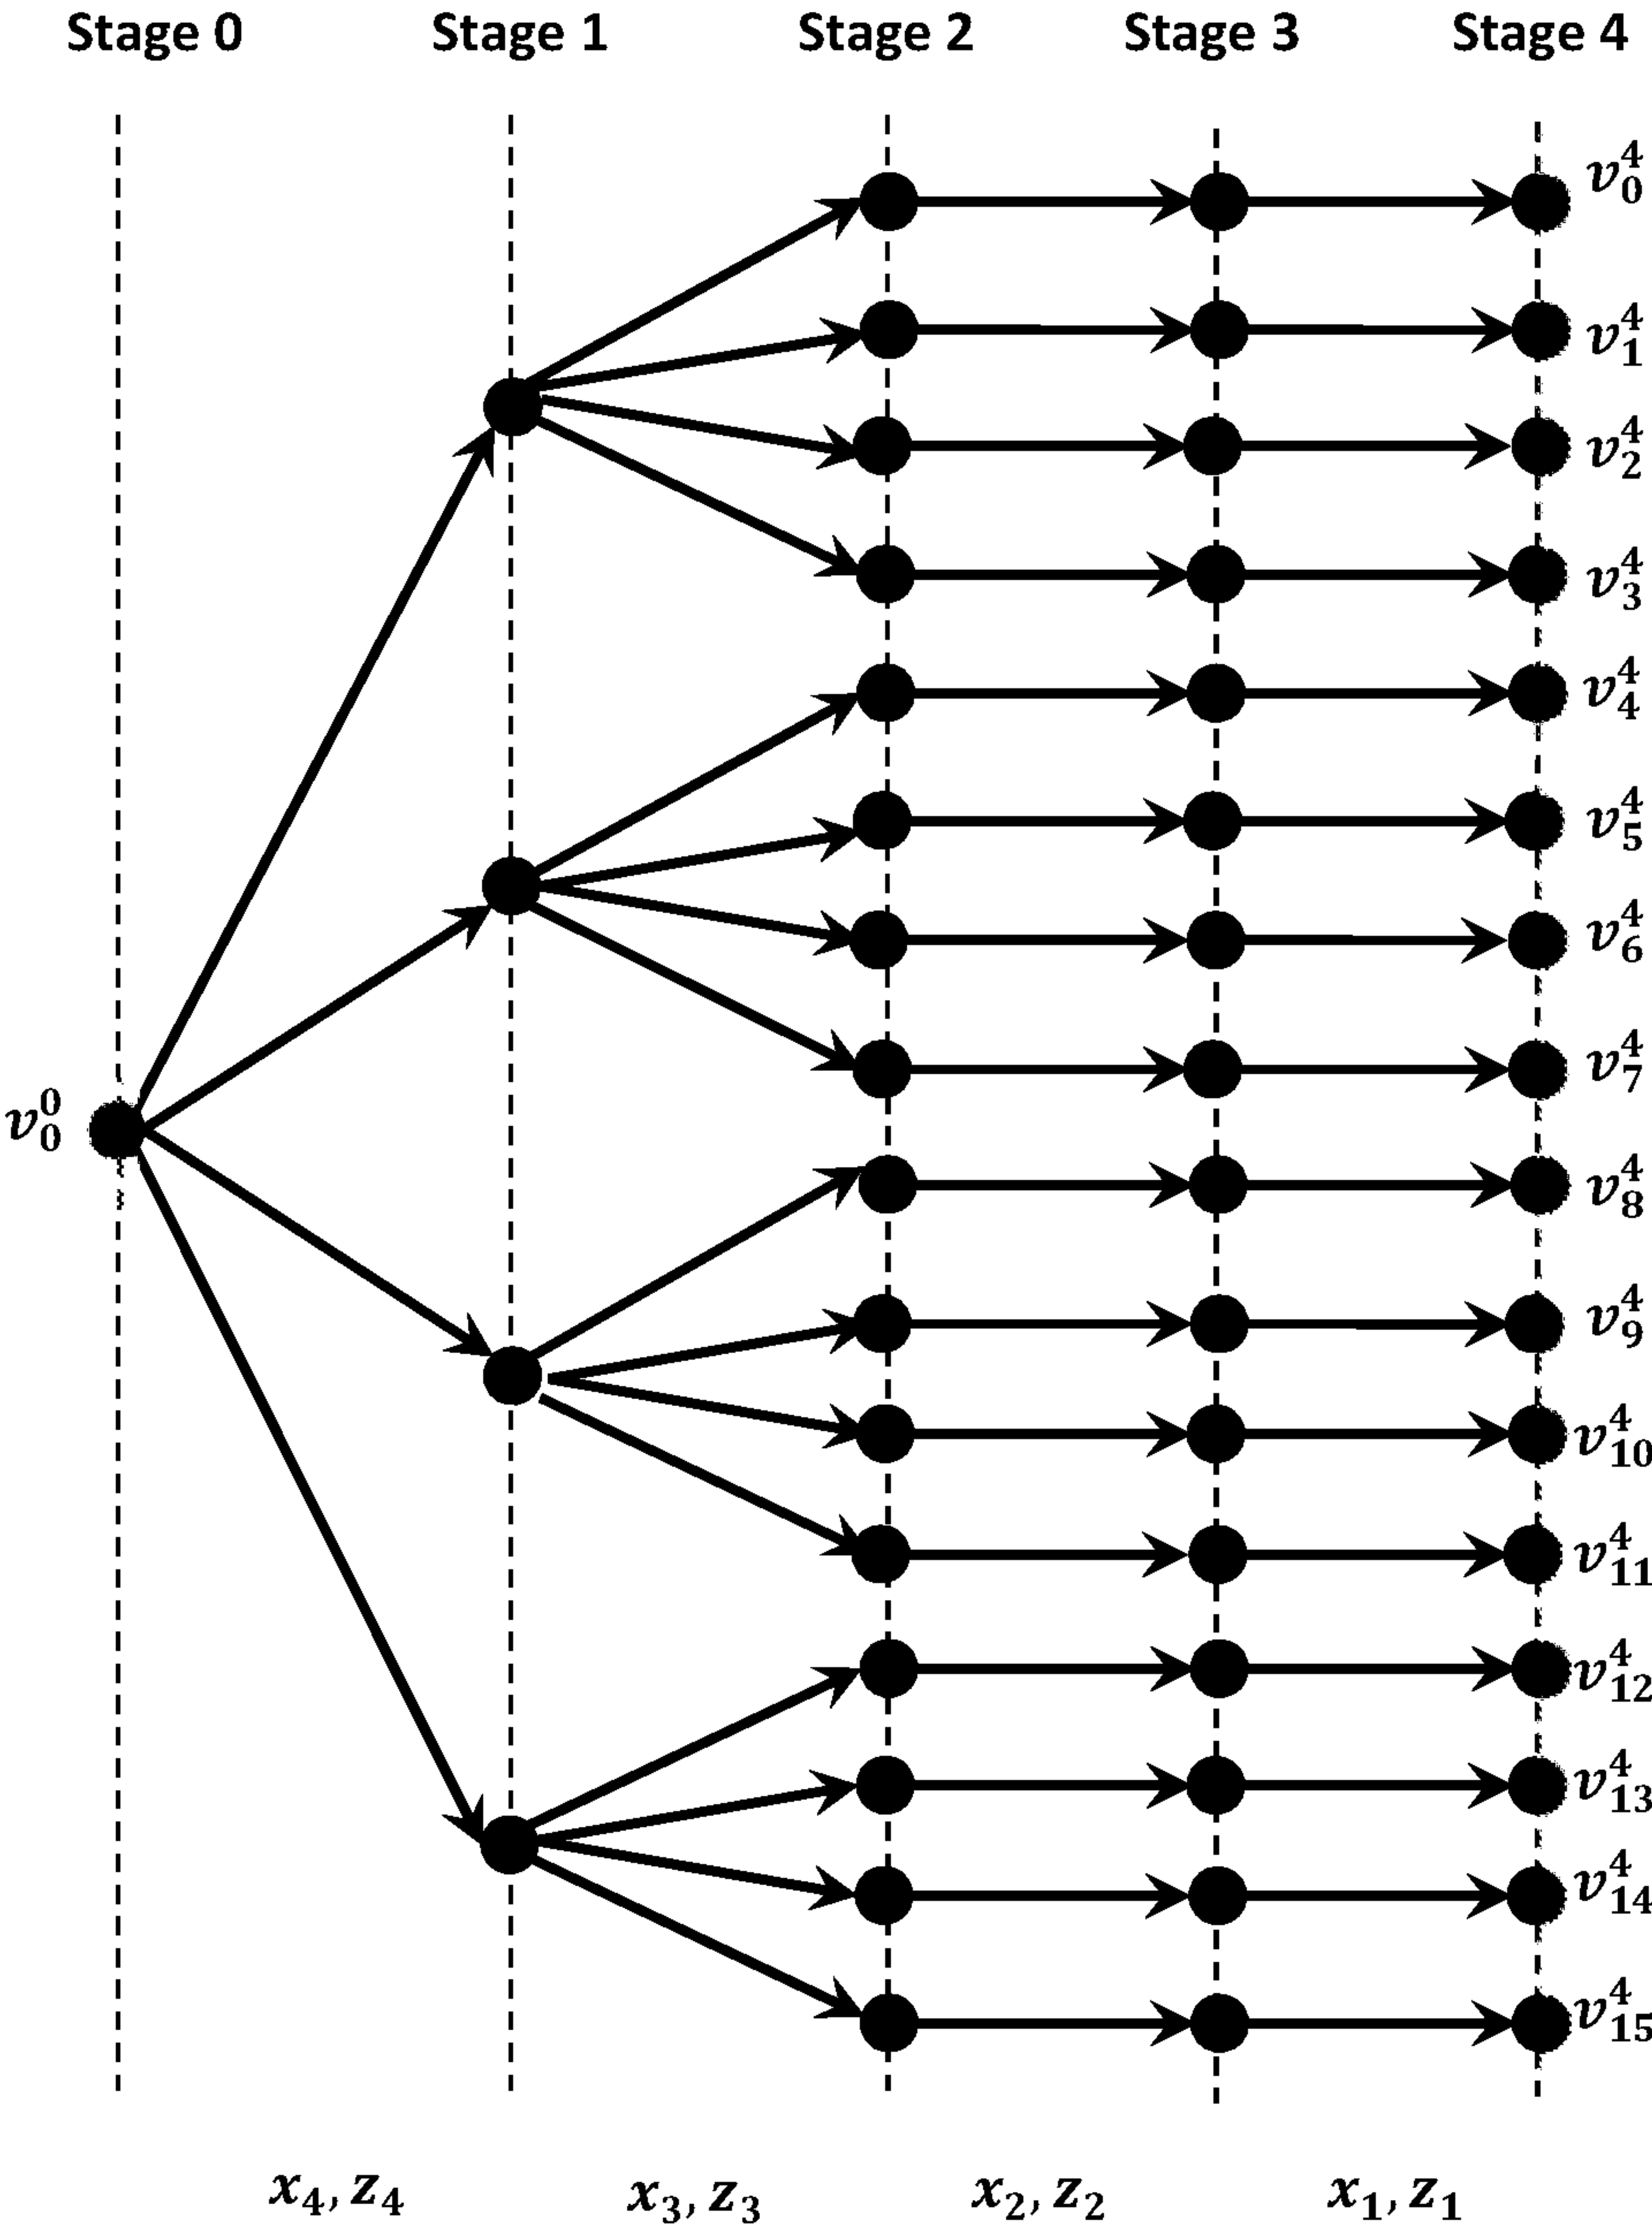 Stage 0 Stage 1 Stage 2 Stage 3 Stage 4
v_0^4
v_1^4
v_2^4
v_3^4
v_4^4
v_5^4
v_6^4
v_7^4
v_0^0
v_8^4
v_9^4
v_10^4
v_11^4
v_12^4
v_13^4
v_14^4
v_15^4
x_4, z_4 x_3, z_3 x_2, z_2 x_1, z_1